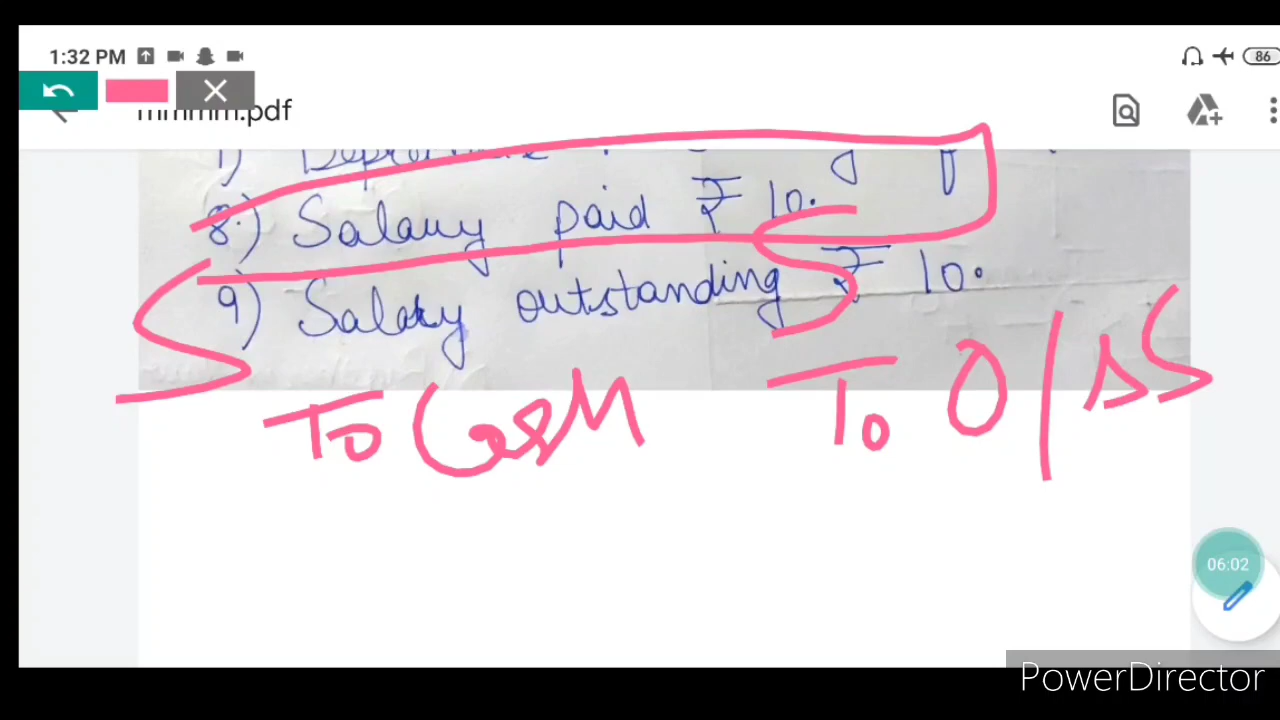 1:32 PM 86
mmmm.pdf
8.) Salary paid ₹ 10.
9) Salary outstanding ₹ 10.
To Cash To O/S S
06:02
PowerDirector